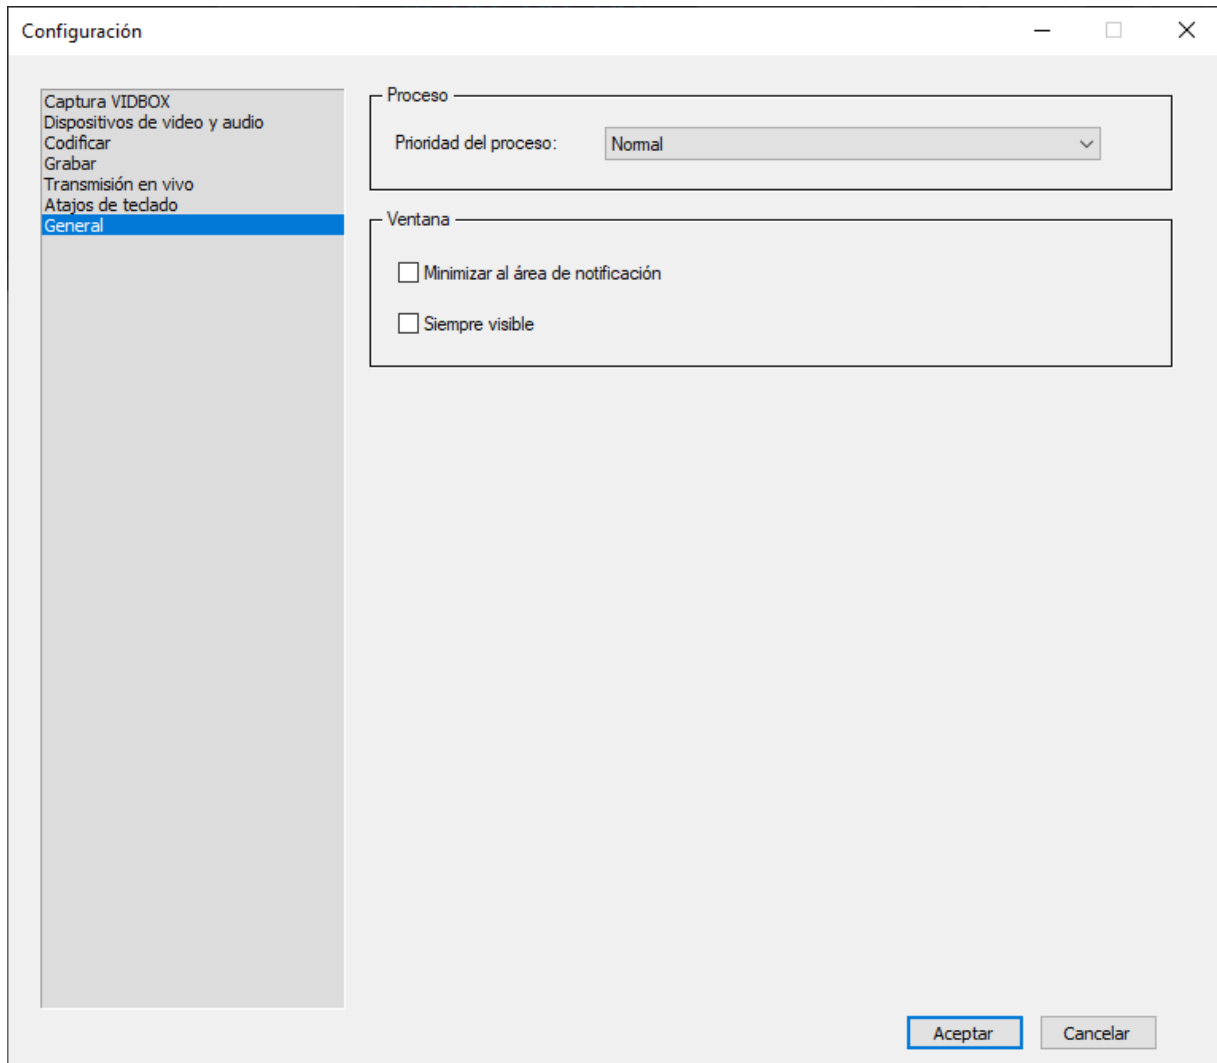 Configuración
Captura VIDBOX
Dispositivos de video y audio
Codificar
Grabar
Transmisión en vivo
Atajos de teclado
General
Proceso
Prioridad del proceso: Normal
Ventana
Minimizar al área de notificación
Siempre visible
Aceptar Cancelar